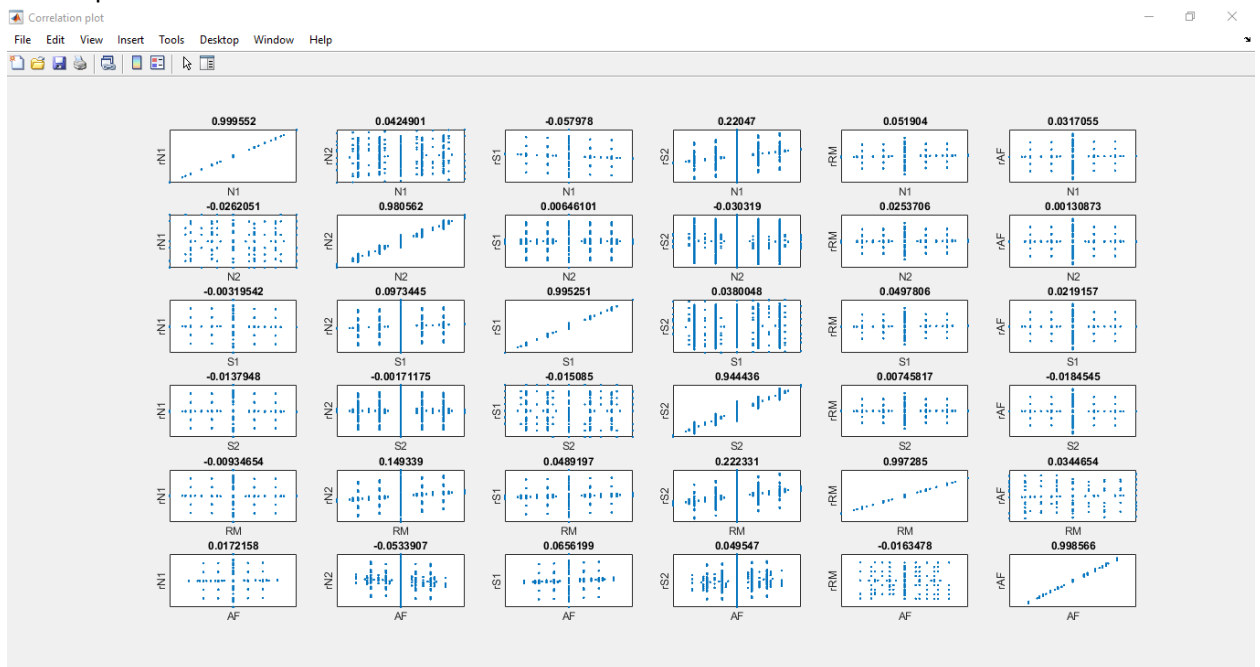 Correlation plot
File Edit View Insert Tools Desktop Window Help
0.999552 0.0424901 -0.057978 0.22047 0.051904 0.0317055
rN1 rN2 rS1 rS2 rRM rAF
N1 N1 N1 N1 N1 N1
-0.0262051 0.980562 0.00646101 -0.030319 0.0253706 0.00130873
rN1 rN2 rS1 rS2 rRM rAF
N2 N2 N2 N2 N2 N2
-0.00319542 0.0973445 0.995251 0.0380048 0.0497806 0.0219157
rN1 rN2 rS1 rS2 rRM rAF
S1 S1 S1 S1 S1 S1
-0.0137948 -0.00171175 -0.015085 0.944436 0.00745817 -0.0184545
rN1 rN2 rS1 rS2 rRM rAF
S2 S2 S2 S2 S2 S2
-0.00934654 0.149339 0.0489197 0.222331 0.997285 0.0344654
rN1 rN2 rS1 rS2 rRM rAF
RM RM RM RM RM RM
0.0172158 -0.0533907 0.0656199 0.049547 -0.0163478 0.998566
rN1 rN2 rS1 rS2 rRM rAF
AF AF AF AF AF AF